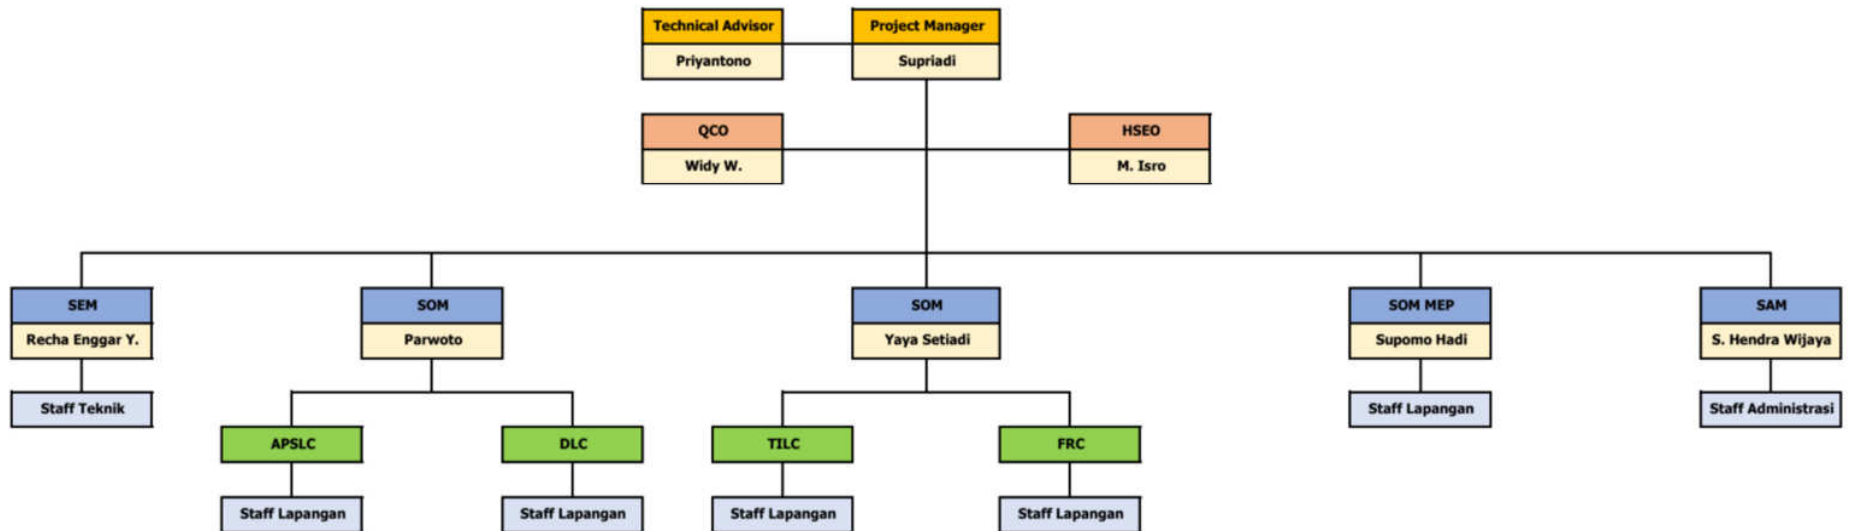 Technical Advisor
Project Manager
Priyantono
Supriadi
QCO
HSEO
Widy W.
M. Isro
SEM
SOM
SOM
SOM MEP
SAM
Recha Enggar Y.
Parwoto
Yaya Setiadi
Supomo Hadi
S. Hendra Wijaya
Staff Teknik
Staff Lapangan
Staff Administrasi
APSLC
DLC
TILC
FRC
Staff Lapangan
Staff Lapangan
Staff Lapangan
Staff Lapangan